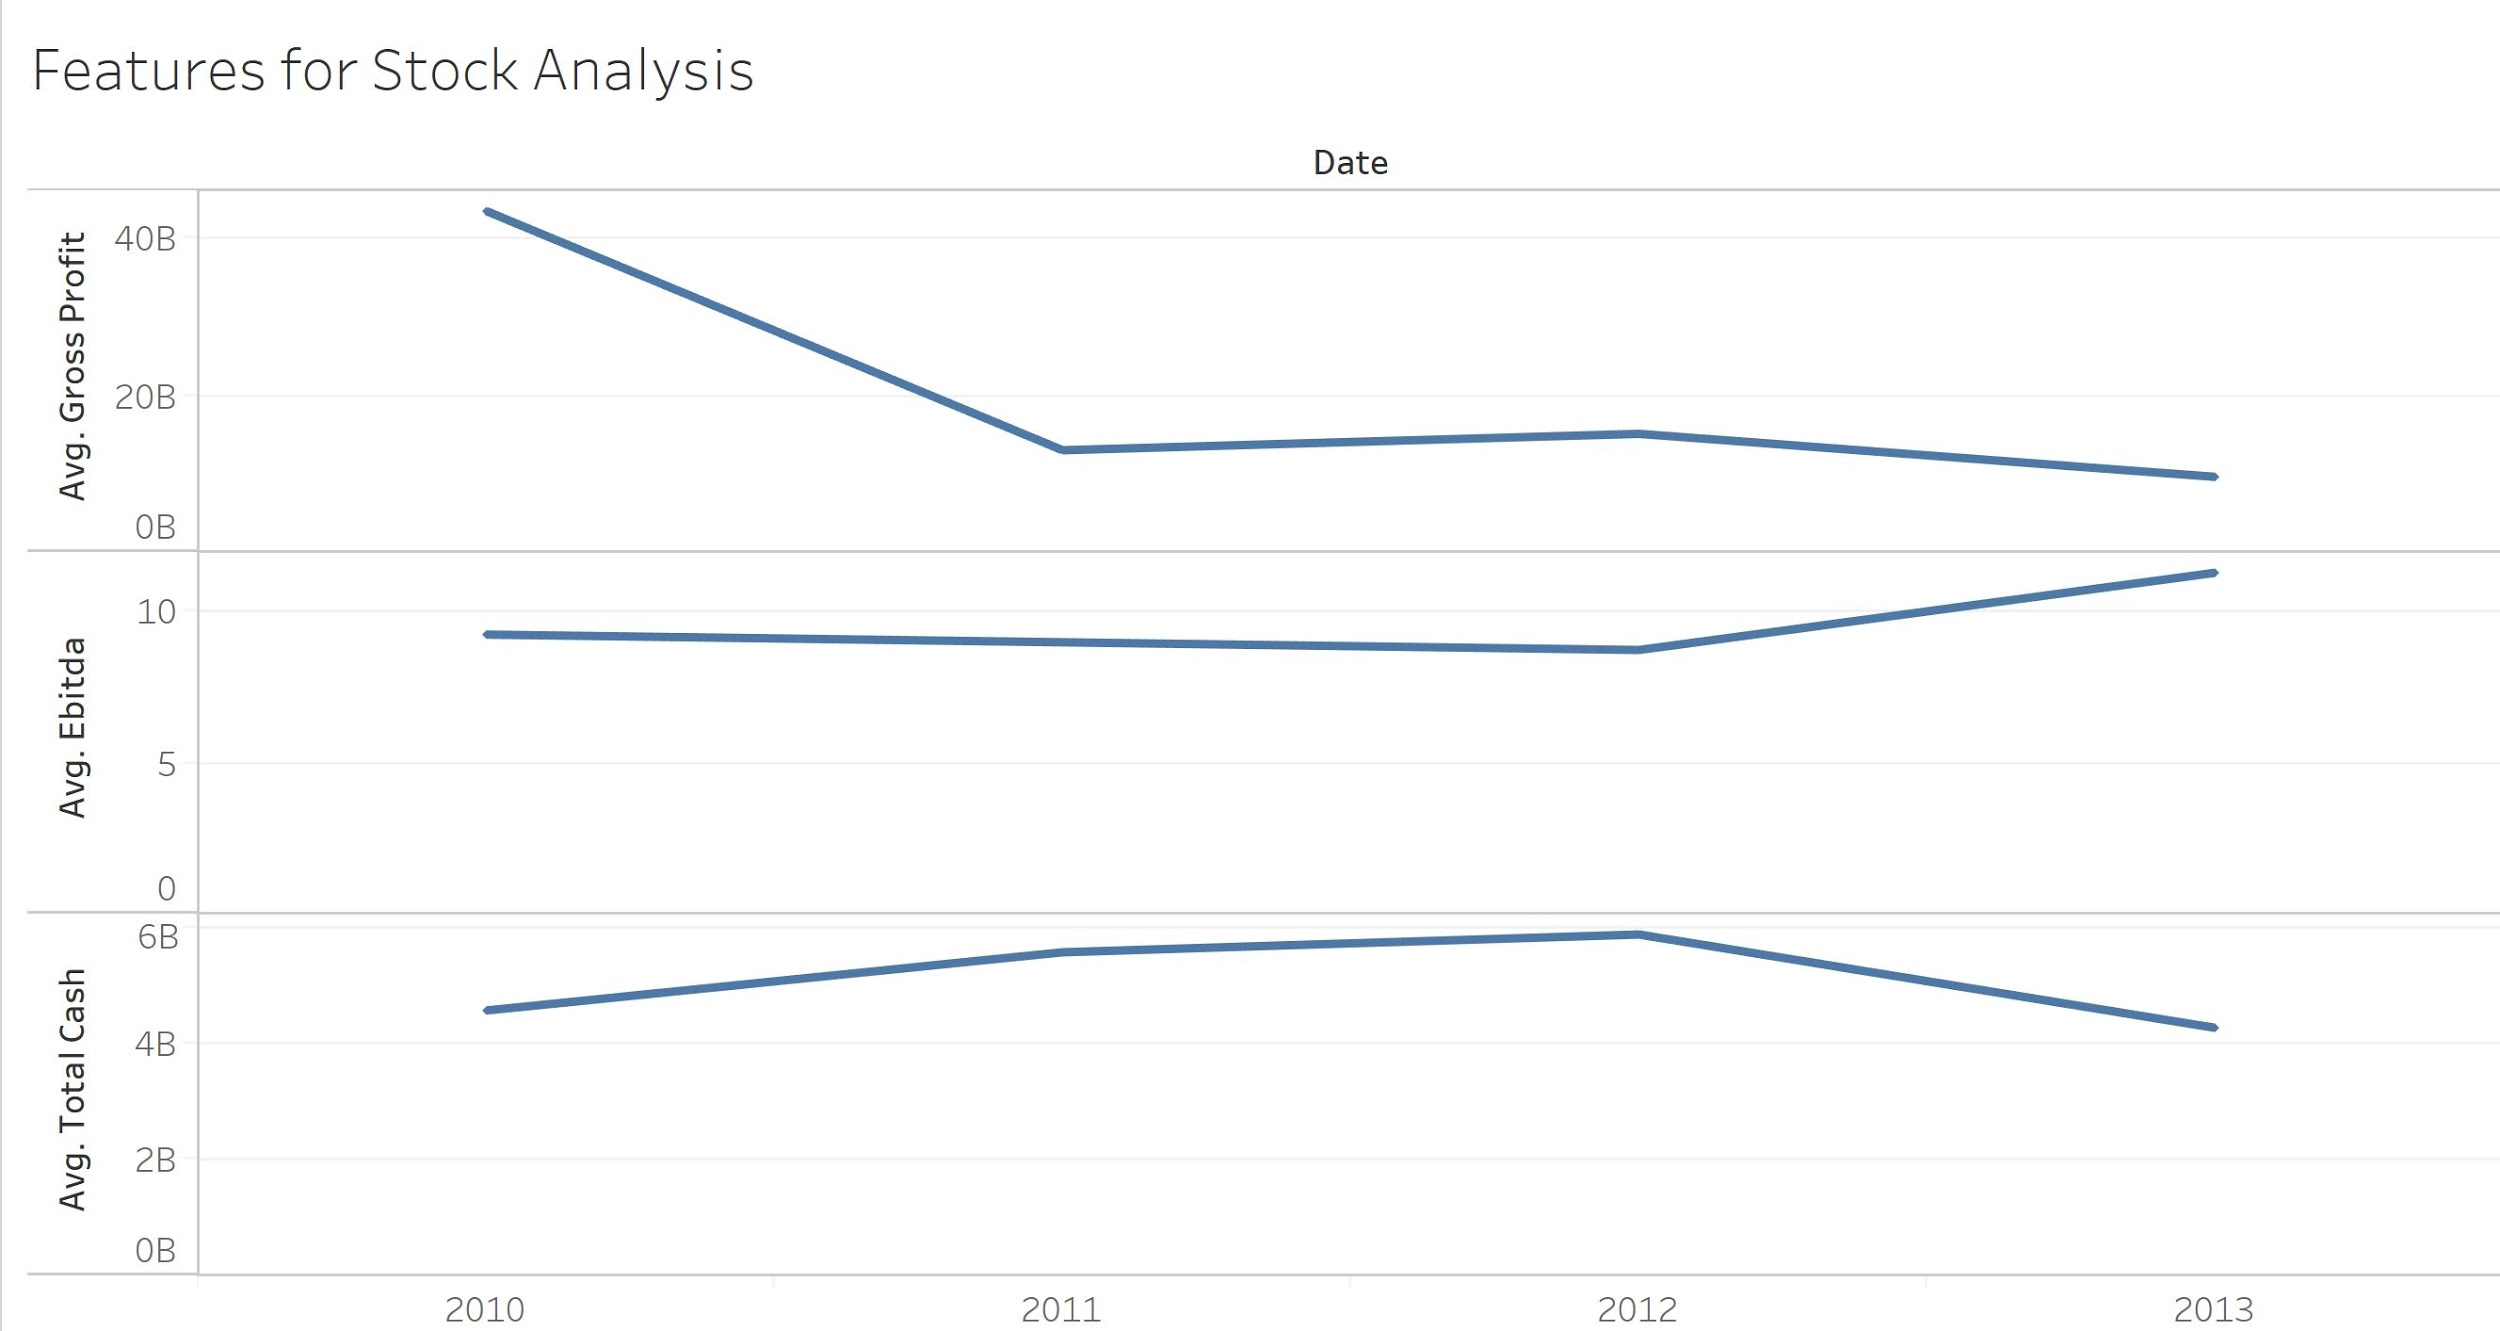 Features for Stock Analysis
Date
Avg. Gross Profit
40B
20B
0B
Avg. Ebitda
10
5
0
Avg. Total Cash
6B
4B
2B
0B
2010 2011 2012 2013